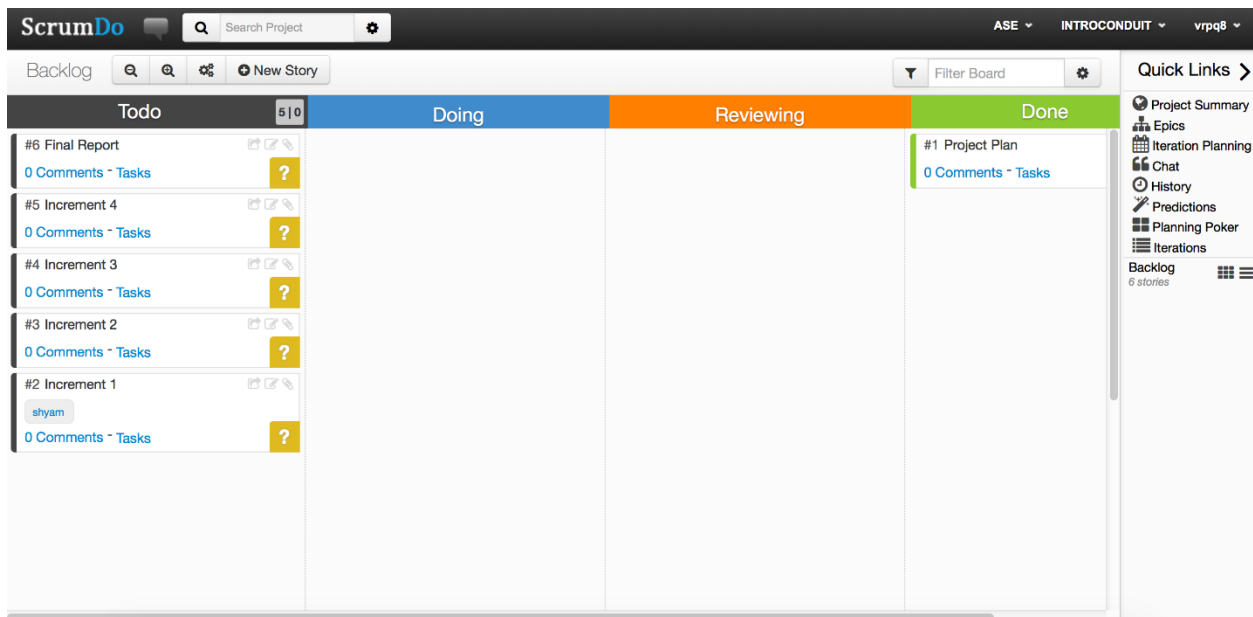 ScrumDo Search Project ASE INTROCONDUIT vrpq8
Backlog New Story Filter Board
Todo 5|0 Doing Reviewing Done
#6 Final Report
0 Comments - Tasks ?
#5 Increment 4
0 Comments - Tasks ?
#4 Increment 3
0 Comments - Tasks ?
#3 Increment 2
0 Comments - Tasks ?
#2 Increment 1
shyam
0 Comments - Tasks ?
#1 Project Plan
0 Comments - Tasks
Quick Links
Project Summary
Epics
Iteration Planning
Chat
History
Predictions
Planning Poker
Iterations
Backlog
6 stories